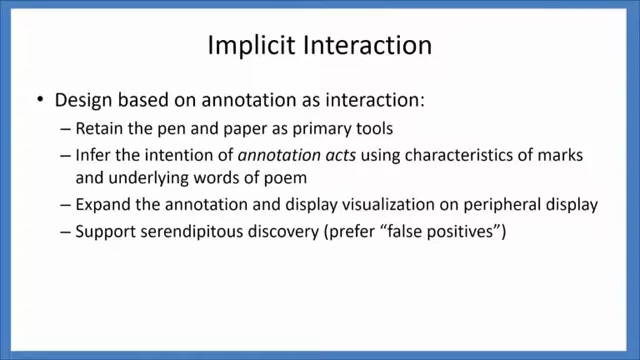 Implicit Interaction
• Design based on annotation as interaction:
– Retain the pen and paper as primary tools
– Infer the intention of annotation acts using characteristics of marks
and underlying words of poem
– Expand the annotation and display visualization on peripheral display
– Support serendipitous discovery (prefer “false positives”)